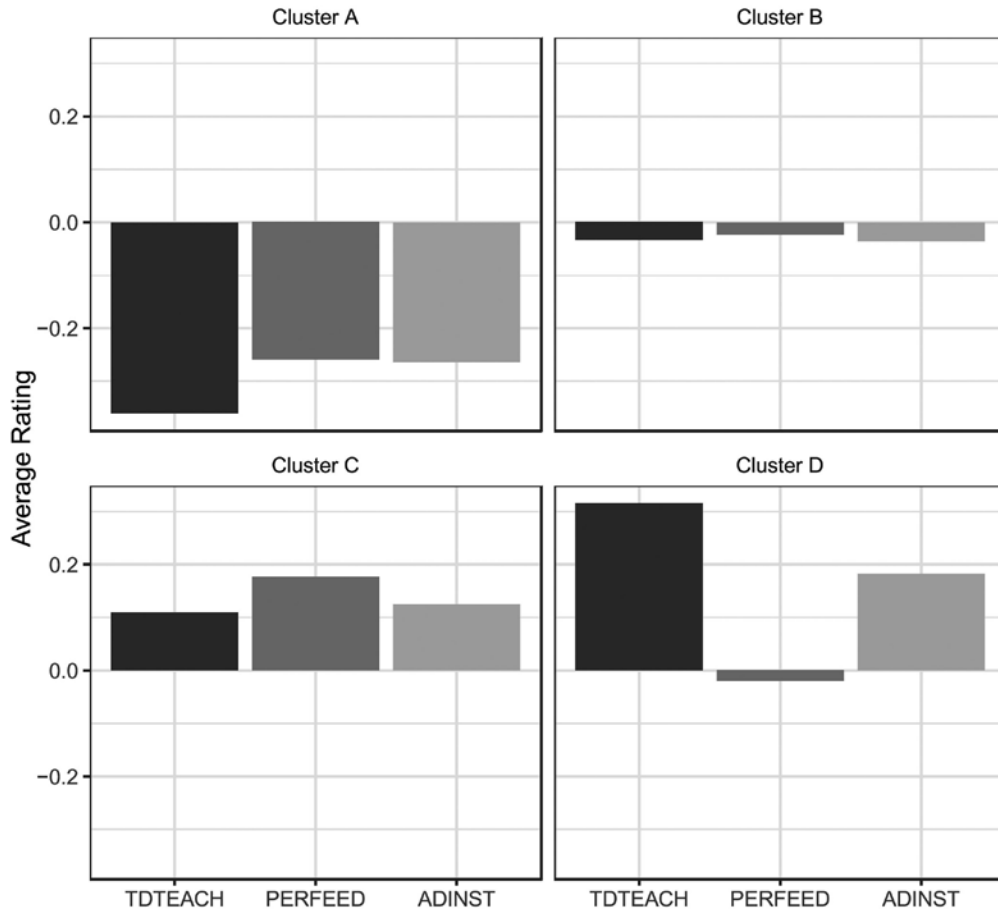 Cluster A
Cluster B
0.2
0.0
−0.2
Average Rating
Cluster C
Cluster D
0.2
0.0
−0.2
TDTEACH PERFEED ADINST
TDTEACH PERFEED ADINST